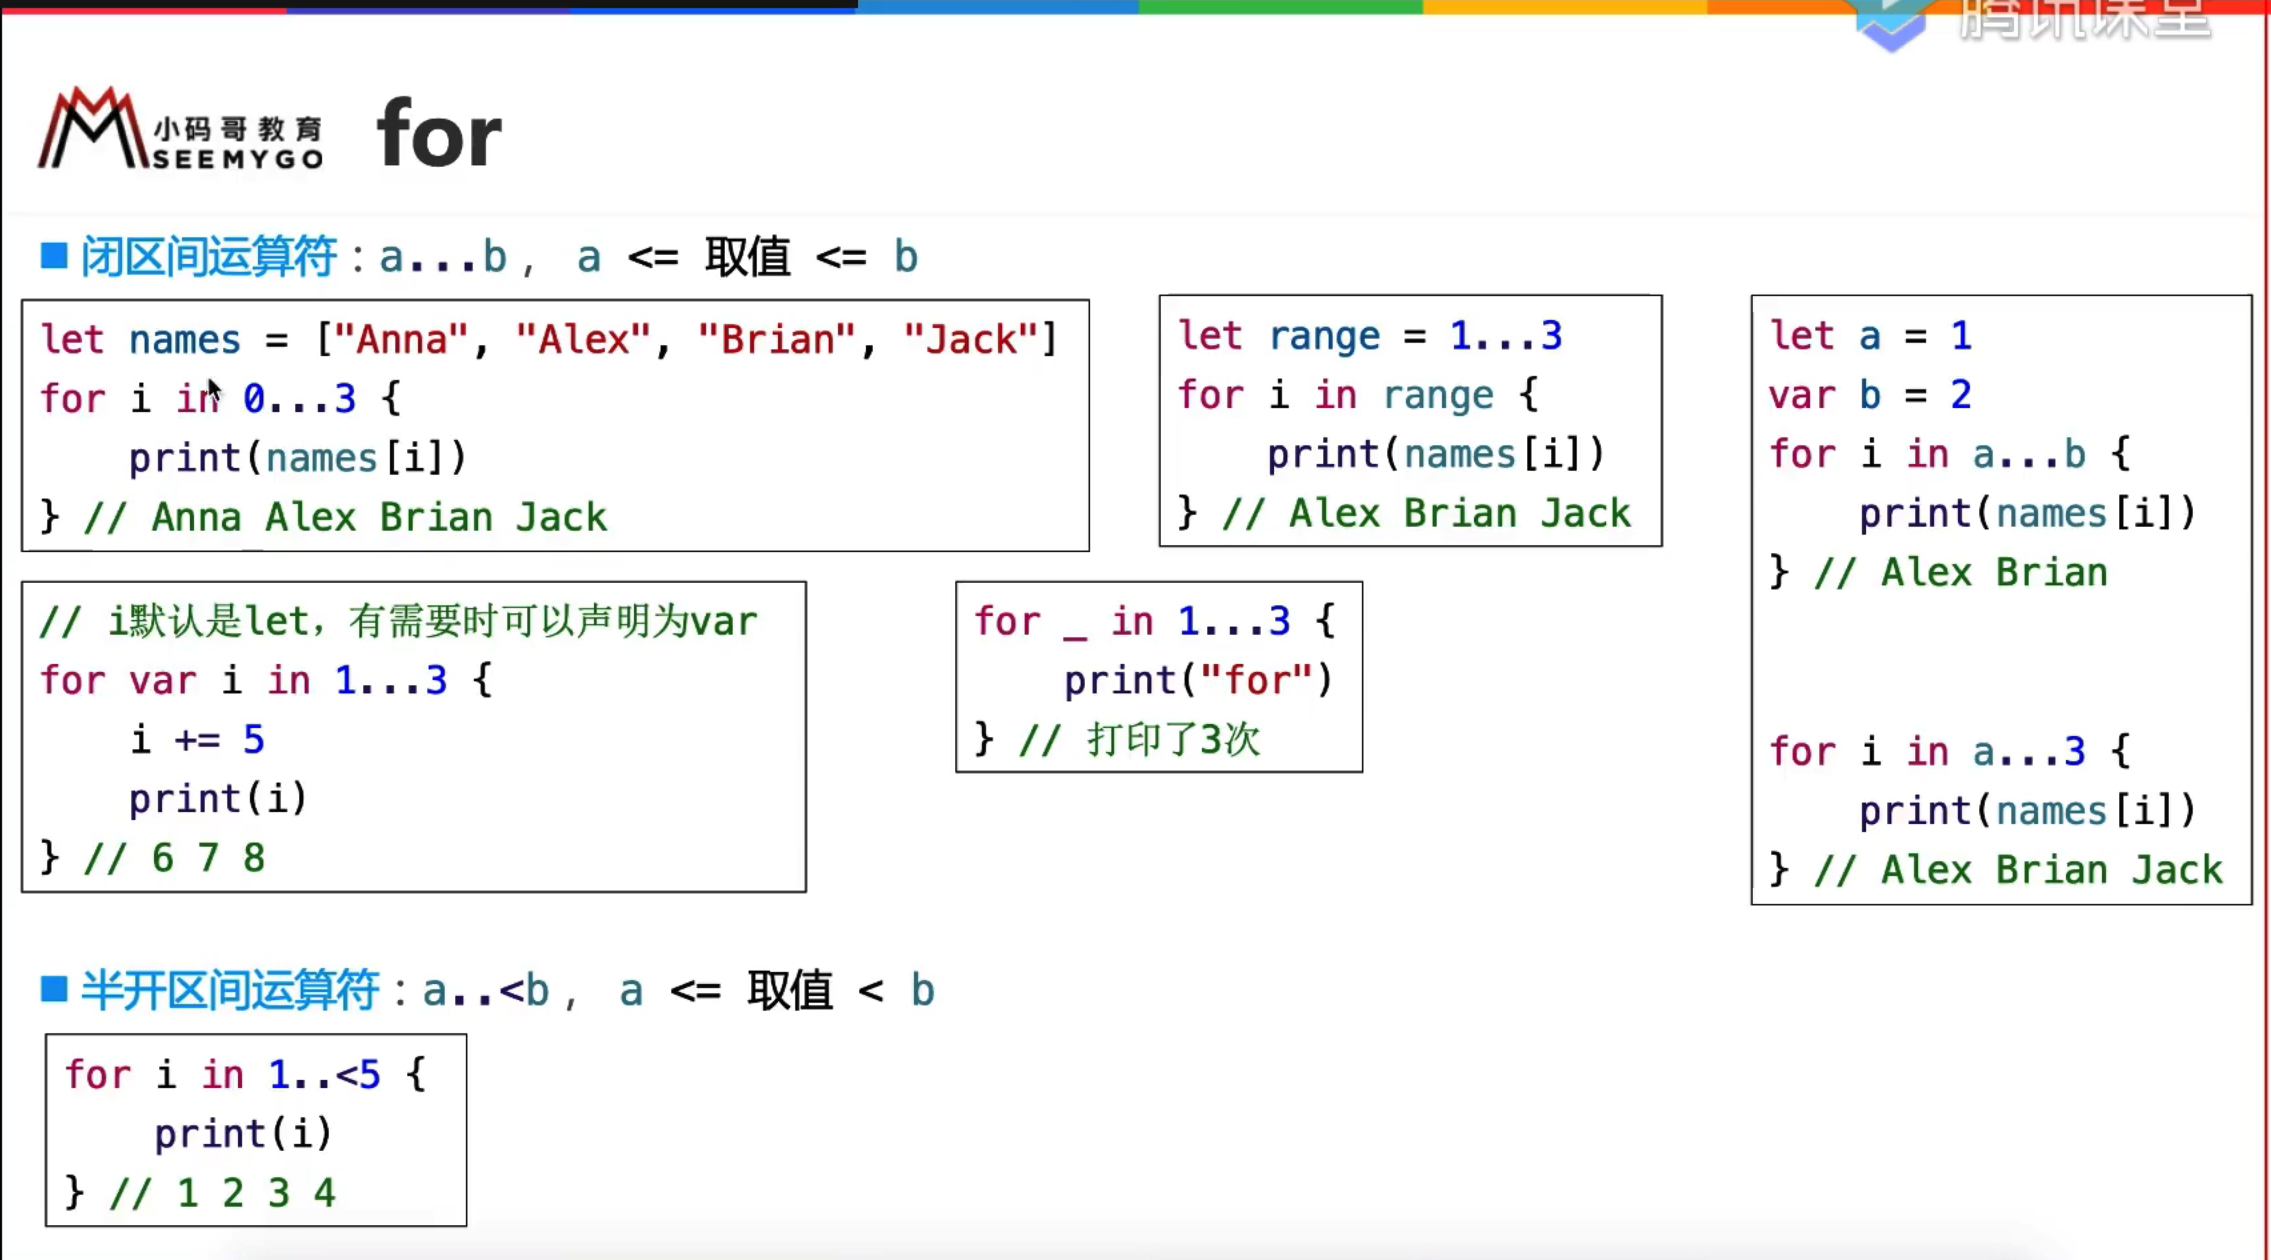 腾讯课堂
小码哥教育
SEEMYGO
for
闭区间运算符：a...b， a <= 取值 <= b
let names = ["Anna", "Alex", "Brian", "Jack"]
for i in 0...3 {
    print(names[i])
} // Anna Alex Brian Jack
let range = 1...3
for i in range {
    print(names[i])
} // Alex Brian Jack
let a = 1
var b = 2
for i in a...b {
    print(names[i])
} // Alex Brian
for i in a...3 {
    print(names[i])
} // Alex Brian Jack
// i默认是let，有需要时可以声明为var
for var i in 1...3 {
    i += 5
    print(i)
} // 6 7 8
for _ in 1...3 {
    print("for")
} // 打印了3次
半开区间运算符：a..<b， a <= 取值 < b
for i in 1..<5 {
    print(i)
} // 1 2 3 4